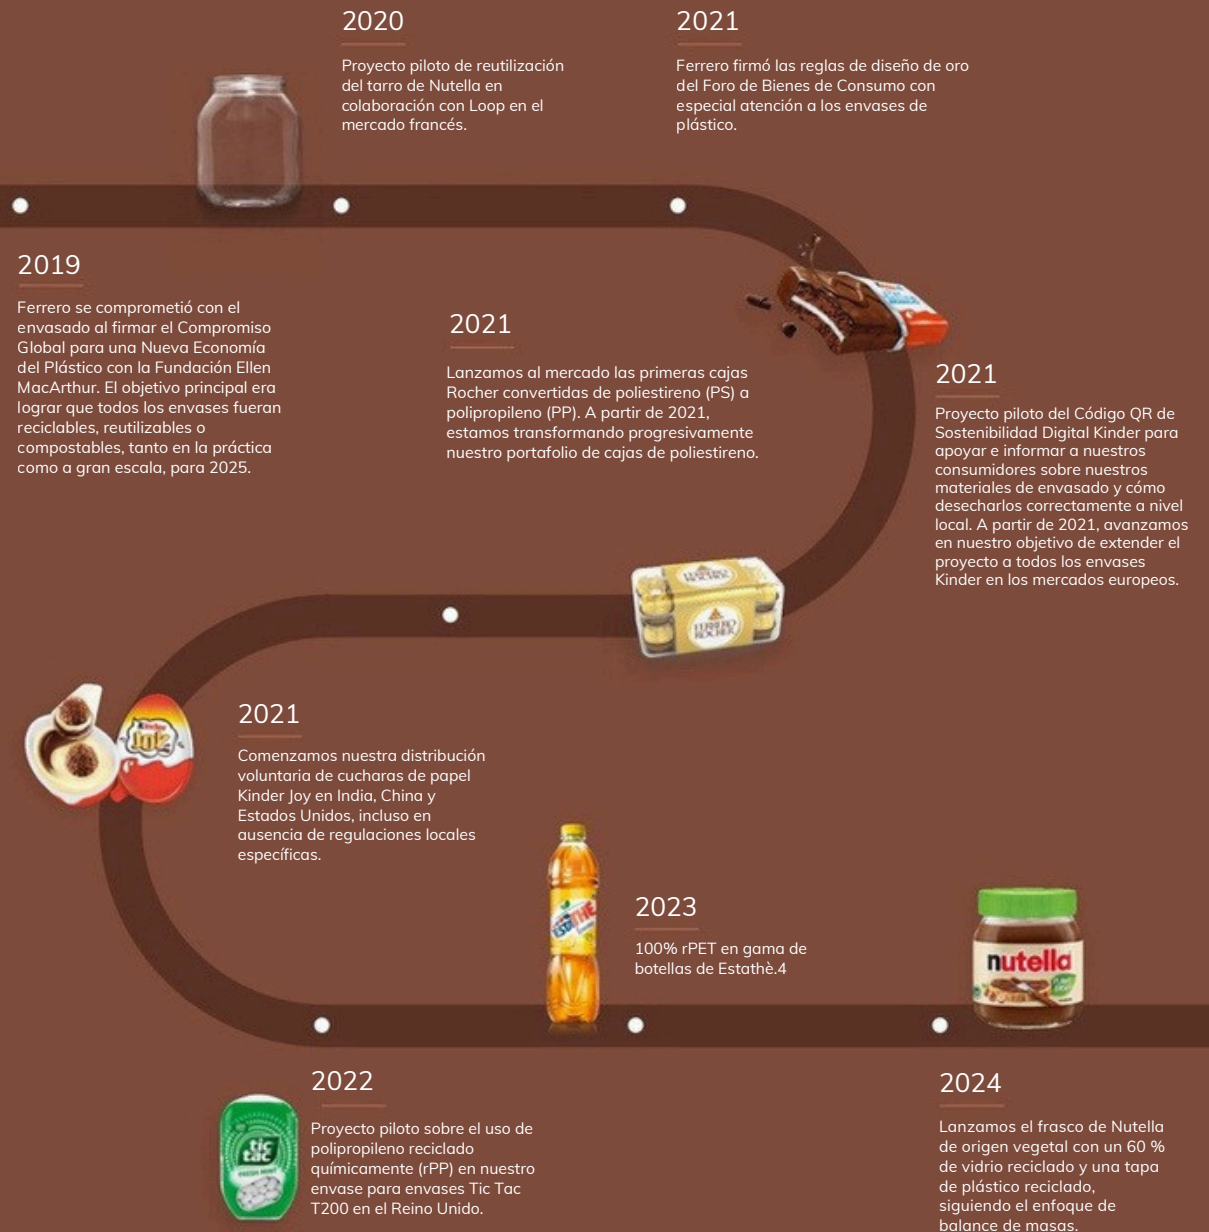 2020
Proyecto piloto de reutilización
del tarro de Nutella en
colaboración con Loop en el
mercado francés.
2021
Ferrero firmó las reglas de diseño de oro
del Foro de Bienes de Consumo con
especial atención a los envases de
plástico.
2019
Ferrero se comprometió con el
envasado al firmar el Compromiso
Global para una Nueva Economía
del Plástico con la Fundación Ellen
MacArthur. El objetivo principal era
lograr que todos los envases fueran
reciclables, reutilizables o
compostables, tanto en la práctica
como a gran escala, para 2025.
2021
Lanzamos al mercado las primeras cajas
Rocher convertidas de poliestireno (PS) a
polipropileno (PP). A partir de 2021,
estamos transformando progresivamente
nuestro portafolio de cajas de poliestireno.
2021
Proyecto piloto del Código QR de
Sostenibilidad Digital Kinder para
apoyar e informar a nuestros
consumidores sobre nuestros
materiales de envasado y cómo
desecharlos correctamente a nivel
local. A partir de 2021, avanzamos
en nuestro objetivo de extender el
proyecto a todos los envases
Kinder en los mercados europeos.
FERRERO
ROCHER
FERRERO
ROCHER
2021
Comenzamos nuestra distribución
voluntaria de cucharas de papel
Kinder Joy en India, China y
Estados Unidos, incluso en
ausencia de regulaciones locales
específicas.
Kinder
Joy
ESTATHÉ
2023
100% rPET en gama de
botellas de Estathè.4
nutella
2022
Proyecto piloto sobre el uso de
polipropileno reciclado
químicamente (rPP) en nuestro
envase para envases Tic Tac
T200 en el Reino Unido.
tic
tac
FRESH MINT
2024
Lanzamos el frasco de Nutella
de origen vegetal con un 60 %
de vidrio reciclado y una tapa
de plástico reciclado,
siguiendo el enfoque de
balance de masas.